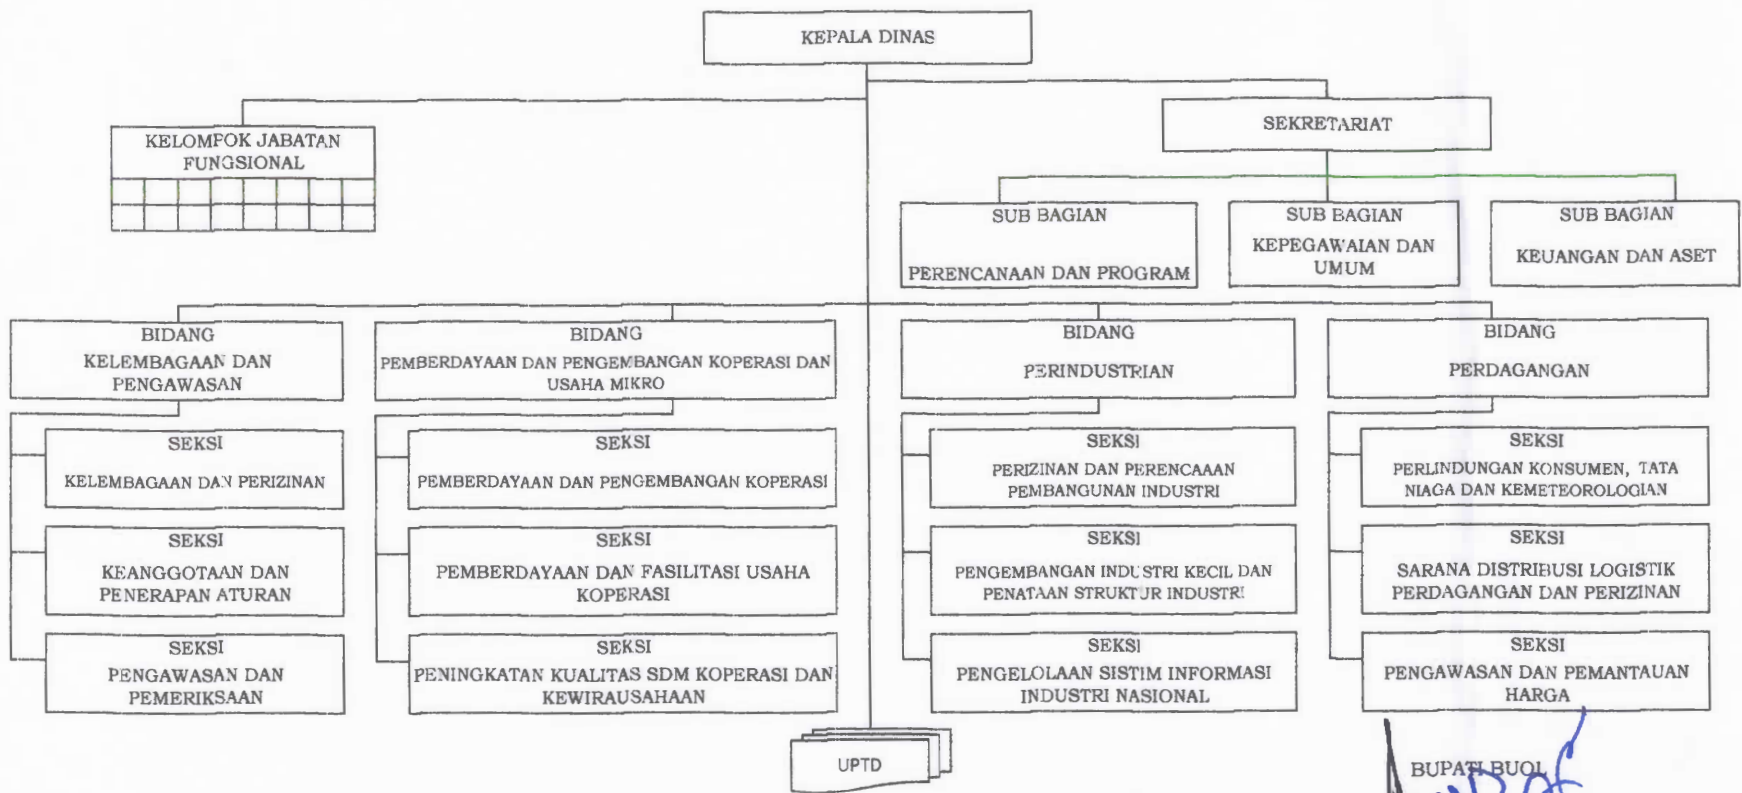 KEPALA DINAS
KELOMPOK JABATAN
FUNGSIONAL
SEKRETARIAT
SUB BAGIAN
PERENCANAAN DAN PROGRAM
SUB BAGIAN
KEPEGAWAIAN DAN
UMUM
SUB BAGIAN
KEUANGAN DAN ASET
BIDANG
KELEMBAGAAN DAN
PENGAWASAN
SEKSI
KELEMBAGAAN DAN PERIZINAN
SEKSI
KEANGGOTAAN DAN
PENERAPAN ATURAN
SEKSI
PENGAWASAN DAN
PEMERIKSAAN
BIDANG
PEMBERDAYAAN DAN PENGEMBANGAN KOPERASI DAN
USAHA MIKRO
SEKSI
PEMBERDAYAAN DAN PENGEMBANGAN KOPERASI
SEKSI
PEMBERDAYAAN DAN FASILITASI USAHA
KOPERASI
SEKSI
PENINGKATAN KUALITAS SDM KOPERASI DAN
KEWIRAUSAHAAN
BIDANG
PERINDUSTRIAN
SEKSI
PERIZINAN DAN PERENCAAAN
PEMBANGUNAN INDUSTRI
SEKSI
PENGEMBANGAN INDUSTRI KECIL DAN
PENATAAN STRUKTUR INDUSTRI
SEKSI
PENGELOLAAN SISTIM INFORMASI
INDUSTRI NASIONAL
BIDANG
PERDAGANGAN
SEKSI
PERLINDUNGAN KONSUMEN, TATA
NIAGA DAN KEMETEOROLOGIAN
SEKSI
SARANA DISTRIBUSI LOGISTIK
PERDAGANGAN DAN PERIZINAN
SEKSI
PENGAWASAN DAN PEMANTAUAN
HARGA
UPTD
BUPATI BUOL